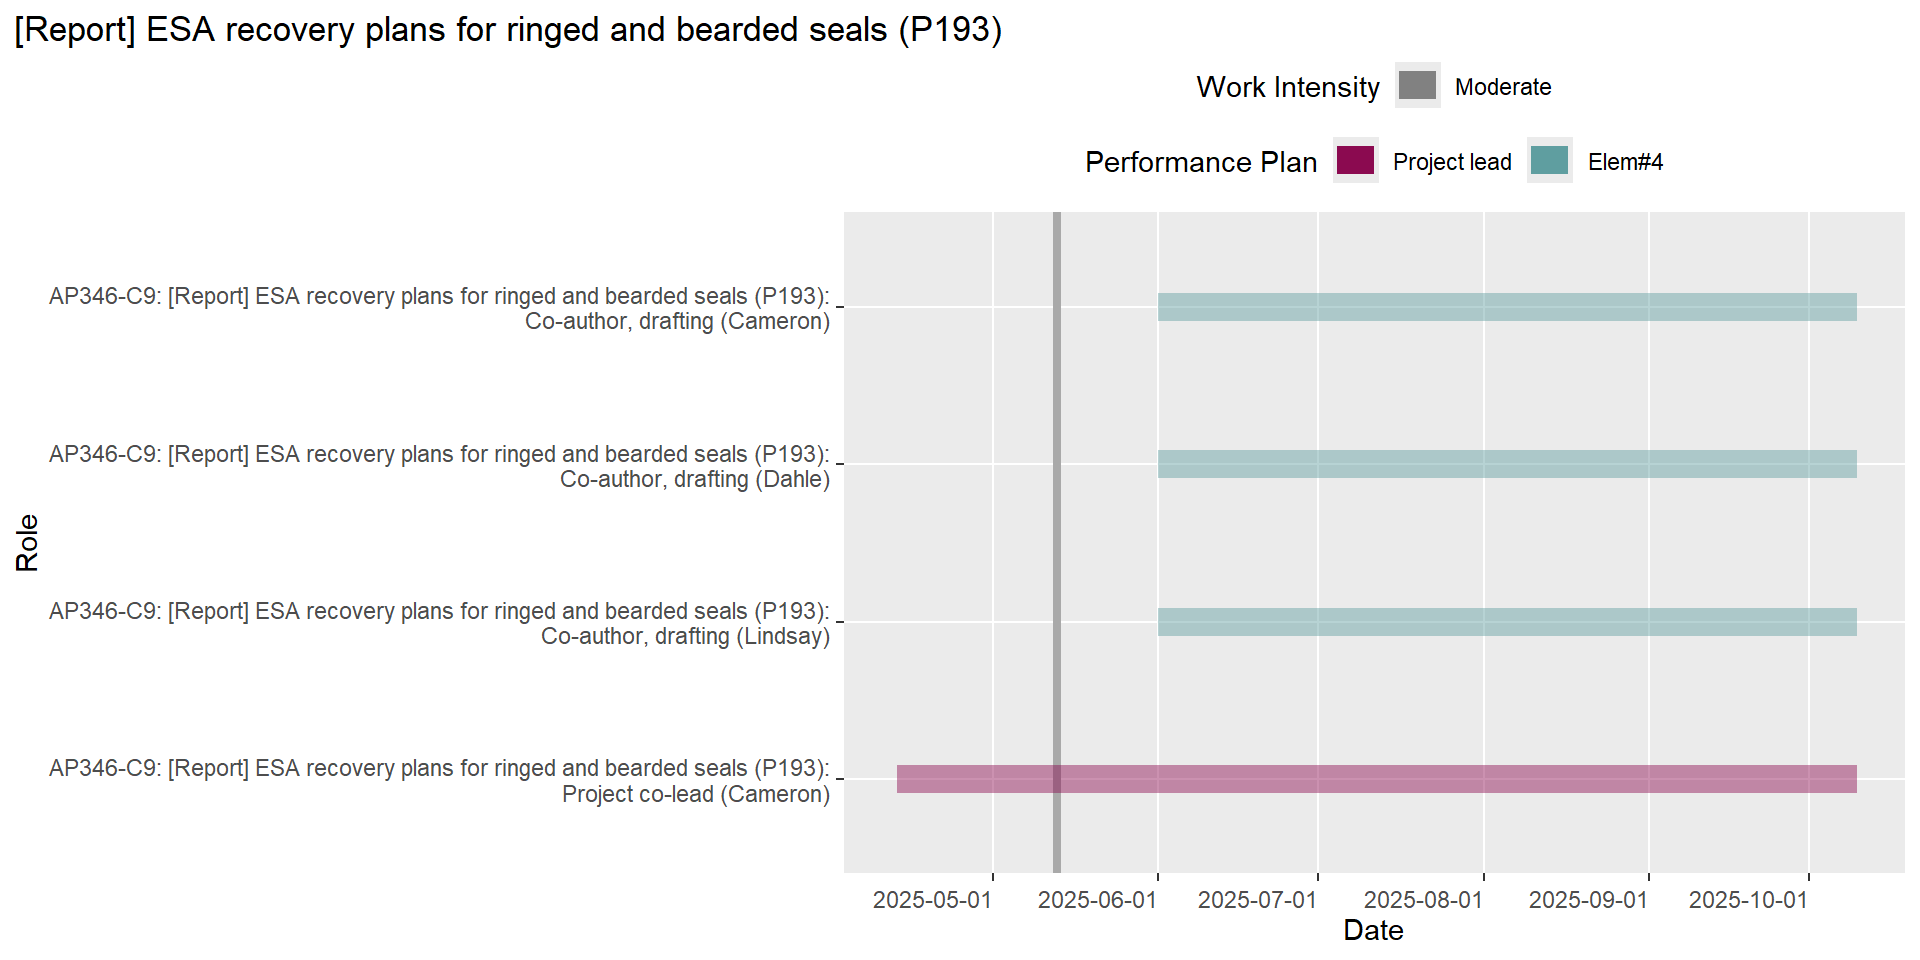 [Report] ESA recovery plans for ringed and bearded seals (P193)
Work Intensity Moderate
Performance Plan Project lead Elem#4
AP346-C9: [Report] ESA recovery plans for ringed and bearded seals (P193):
Co-author, drafting (Cameron)
AP346-C9: [Report] ESA recovery plans for ringed and bearded seals (P193):
Co-author, drafting (Dahle)
AP346-C9: [Report] ESA recovery plans for ringed and bearded seals (P193):
Co-author, drafting (Lindsay)
AP346-C9: [Report] ESA recovery plans for ringed and bearded seals (P193):
Project co-lead (Cameron)
Role
2025-05-01 2025-06-01 2025-07-01 2025-08-01 2025-09-01 2025-10-01
Date